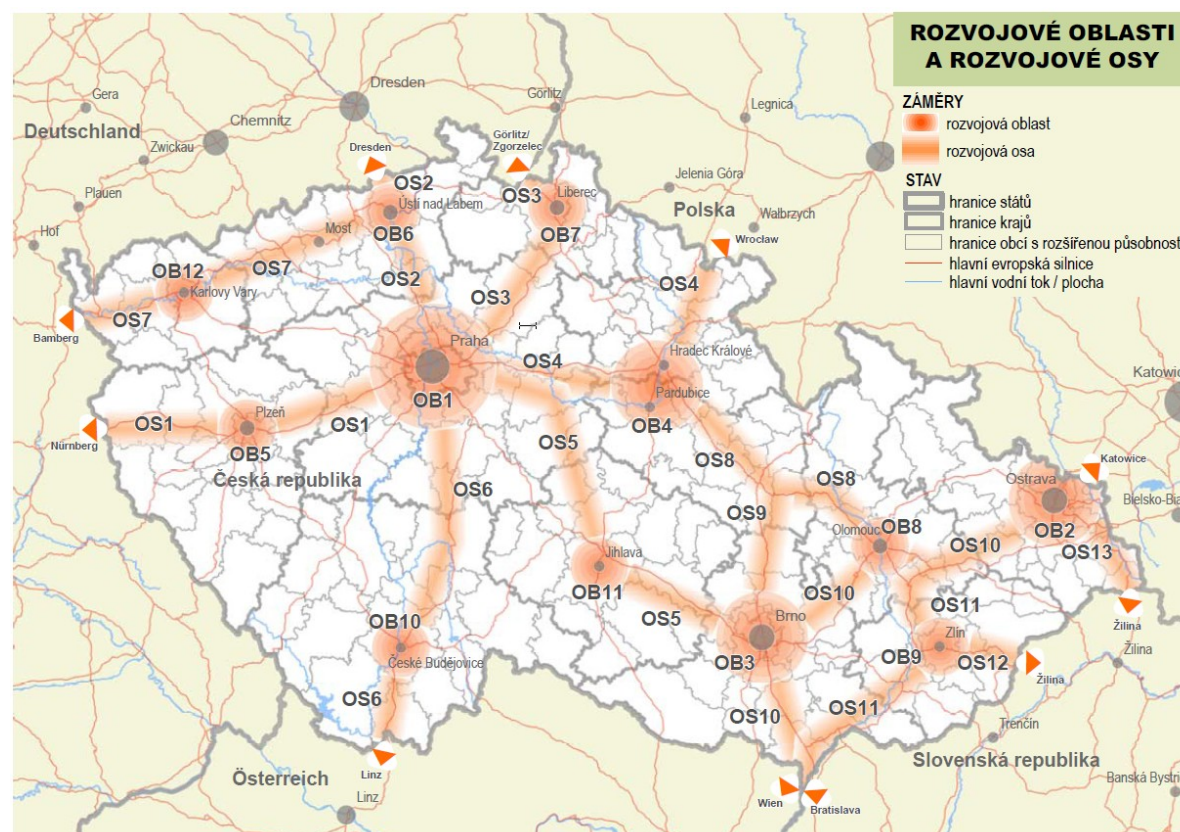 ROZVOJOVÉ OBLASTI
A ROZVOJOVÉ OSY
ZÁMĚRY
rozvojová oblast
rozvojová osa
STAV
hranice států
hranice krajů
hranice obcí s rozšířenou působnost
hlavní evropská silnice
hlavní vodní tok / plocha
Dresden
Gera
Görlitz
Legnica
Chemnitz
Deutschland
Zwickau
Dresden
Görlitz/
Zgorzelec
Plauen
OS2
OS3
Liberec
Jelenia Góra
Ústí nad Labem
Polska
Wałbrzych
Hof
Most
OB6
OB7
Wrocław
OB12
OS7
OS2
OS3
OS4
Karlovy Vary
OS7
Bamberg
Praha
OS4
Hradec Králové
Katowic
OB1
Pardubice
OS1
Plzeň
OS1
OB4
Nürnberg
OB5
OS5
OS8
Česká republika
OS6
OS8
Katowice
Ostrava
Bielsko-Bia
OS9
OB8
OB2
Olomouc
OS10
OS13
Jihlava
OB11
OS10
OS11
Žilina
OB10
OS5
Brno
Zlín
České Budějovice
OB3
OB9
OS12
Žilina
Žilina
OS6
OS10
OS11
Trenčín
Linz
Slovenská republika
Österreich
Wien
Bratislava
Banská Bystri
Linz